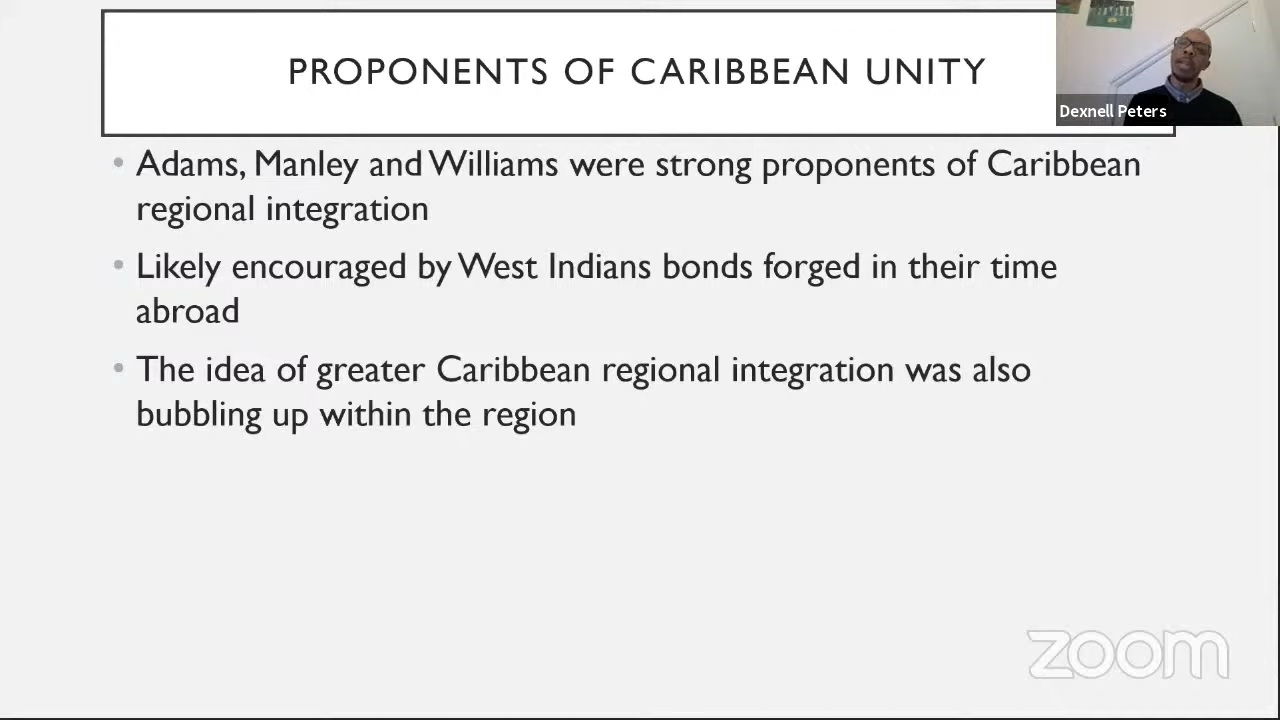 PROPONENTS OF CARIBBEAN UNITY
Dexnell Peters
• Adams, Manley and Williams were strong proponents of Caribbean
regional integration
• Likely encouraged by West Indians bonds forged in their time
abroad
• The idea of greater Caribbean regional integration was also
bubbling up within the region
zoom